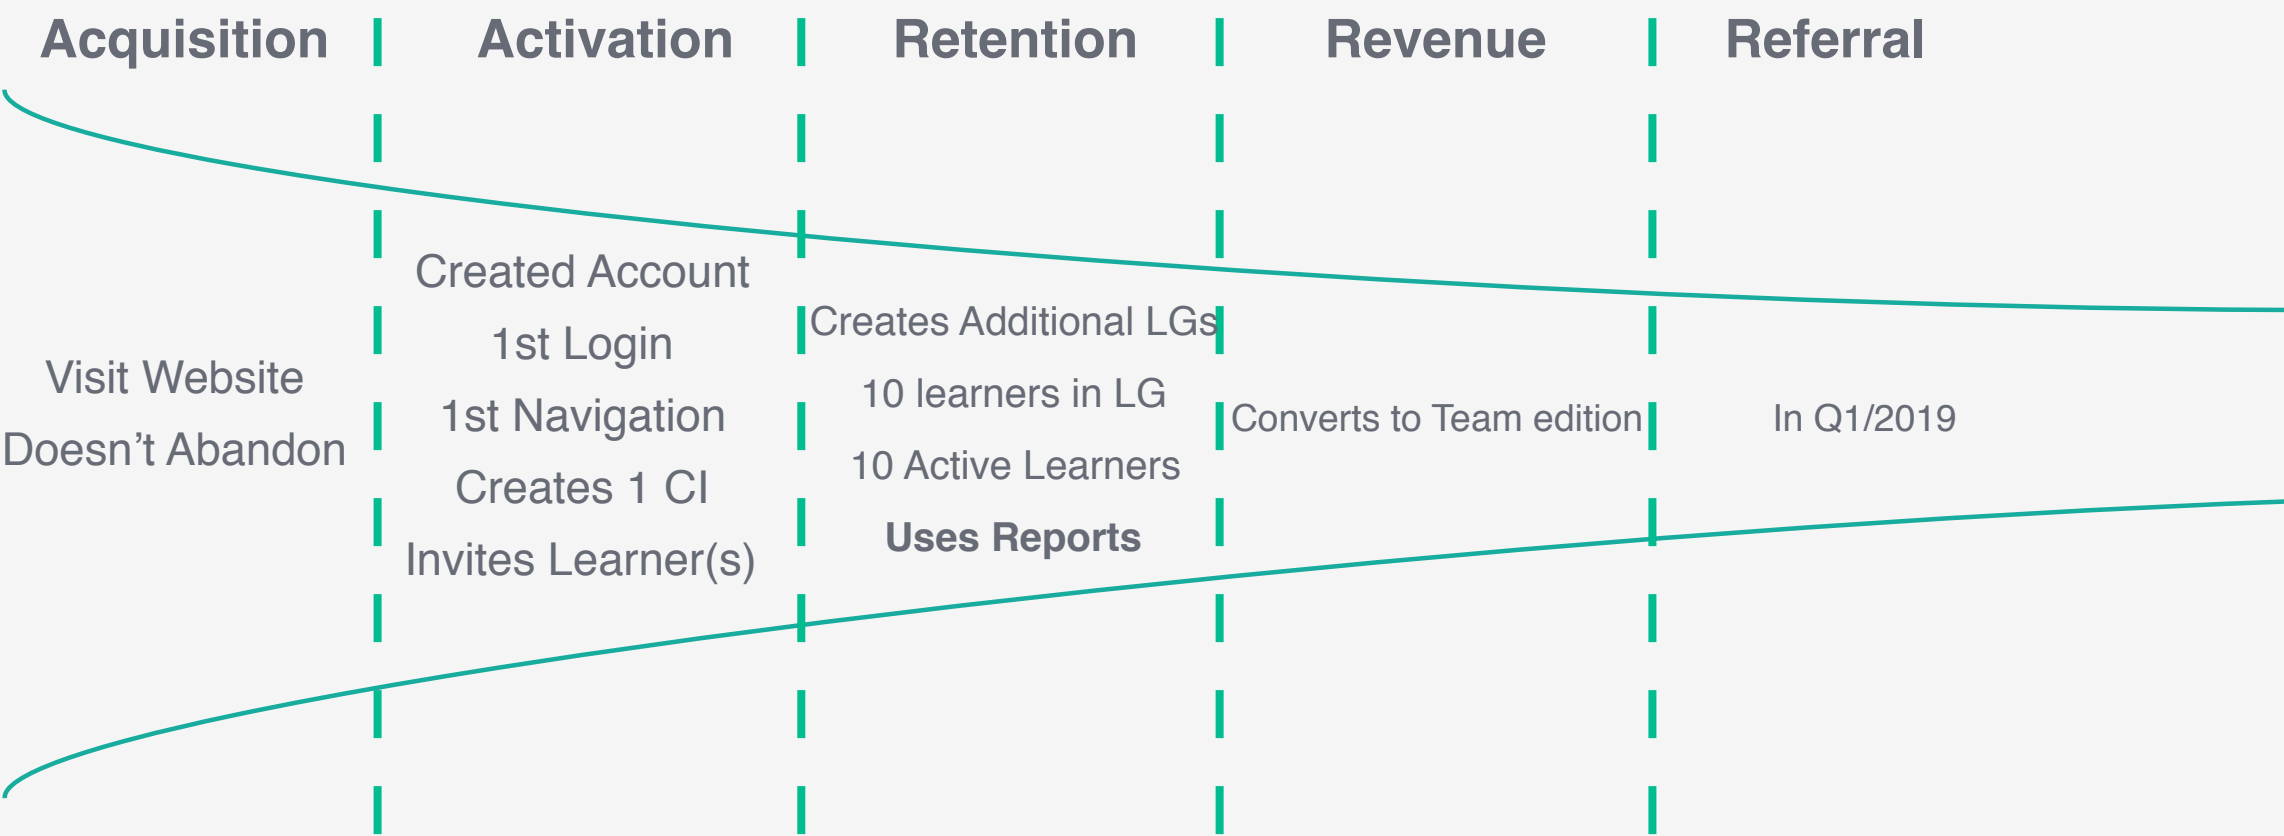 Acquisition
Activation
Retention
Revenue
Referral
Visit Website
Doesn’t Abandon
Created Account
1st Login
1st Navigation
Creates 1 CI
Invites Learner(s)
Creates Additional LGs
10 learners in LG
10 Active Learners
Uses Reports
Converts to Team edition
In Q1/2019